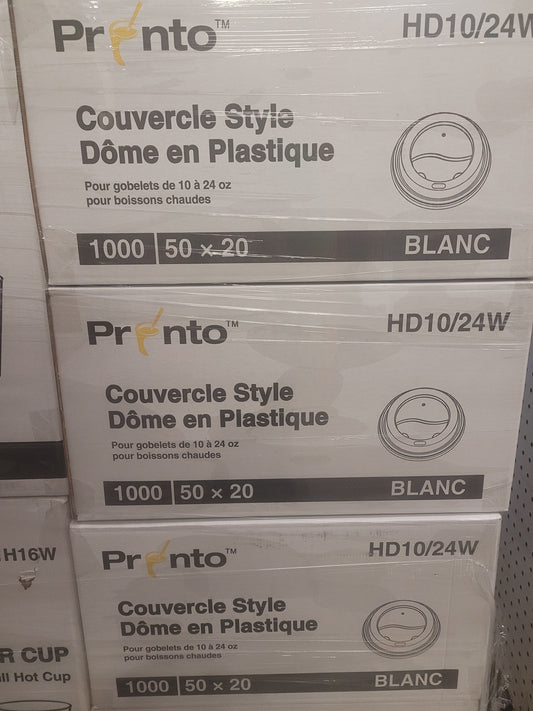 Pronto™
HD10/24W
Couvercle Style
Dôme en Plastique
Pour gobelets de 10 à 24 oz
pour boissons chaudes
1000 50 × 20 BLANC
Pronto™
HD10/24W
Couvercle Style
Dôme en Plastique
Pour gobelets de 10 à 24 oz
pour boissons chaudes
1000 50 × 20 BLANC
Pronto™
HD10/24W
Couvercle Style
Dôme en Plastique
Pour gobelets de 10 à 24 oz
pour boissons chaudes
1000 50 × 20 BLANC
H16W
R CUP
ll Hot Cup